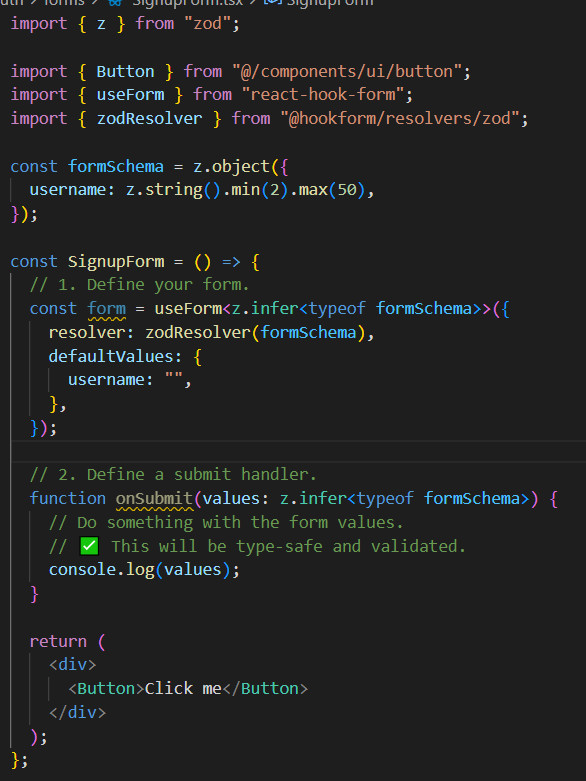 forms > SignupForm.tsx > SignupForm
import { z } from "zod";
import { Button } from "@/components/ui/button";
import { useForm } from "react-hook-form";
import { zodResolver } from "@hookform/resolvers/zod";
const formSchema = z.object({
  username: z.string().min(2).max(50),
});
const SignupForm = () => {
  // 1. Define your form.
  const form = useForm<z.infer<typeof formSchema>>({
    resolver: zodResolver(formSchema),
    defaultValues: {
      username: "",
    },
  });
  // 2. Define a submit handler.
  function onSubmit(values: z.infer<typeof formSchema>) {
    // Do something with the form values.
    // ✅ This will be type-safe and validated.
    console.log(values);
  }
  return (
    <div>
      <Button>Click me</Button>
    </div>
  );
};